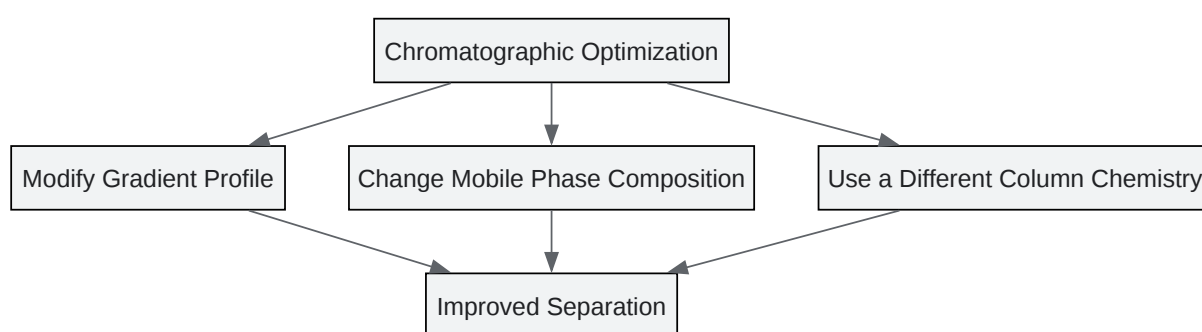 Chromatographic Optimization
Modify Gradient Profile
Change Mobile Phase Composition
Use a Different Column Chemistry
Improved Separation